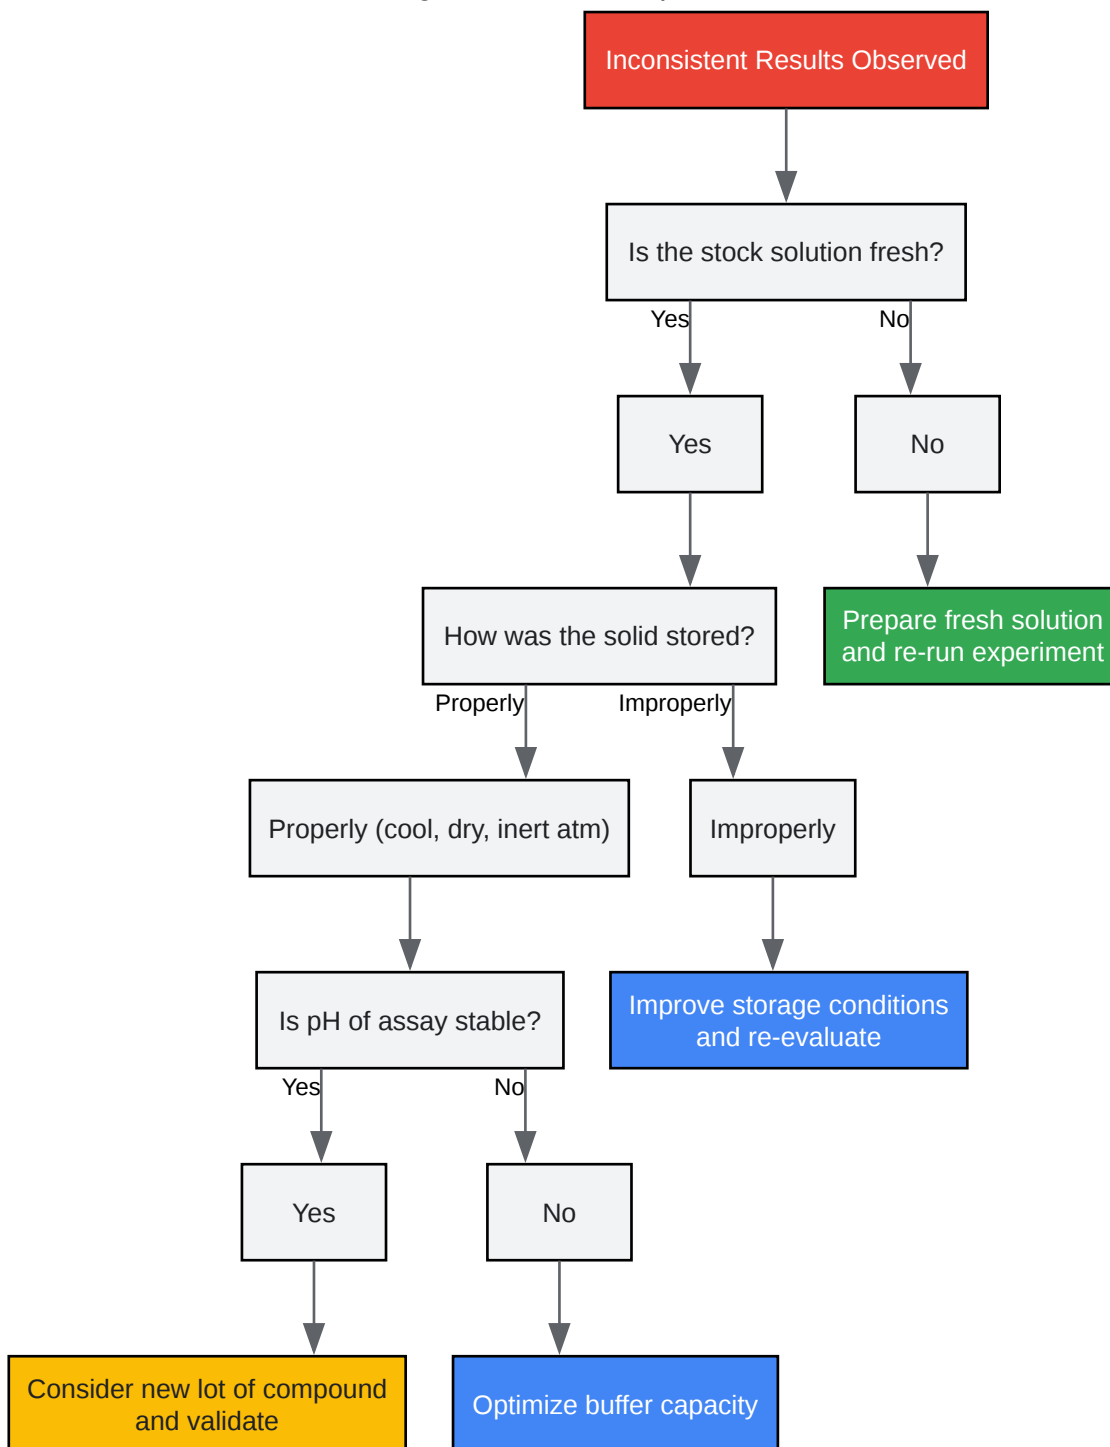 Inconsistent Results Observed
Is the stock solution fresh?
Yes
No
Yes
No
How was the solid stored?
Prepare fresh solution
and re-run experiment
Properly
Improperly
Properly (cool, dry, inert atm)
Improperly
Is pH of assay stable?
Improve storage conditions
and re-evaluate
Yes
No
Yes
No
Consider new lot of compound
and validate
Optimize buffer capacity